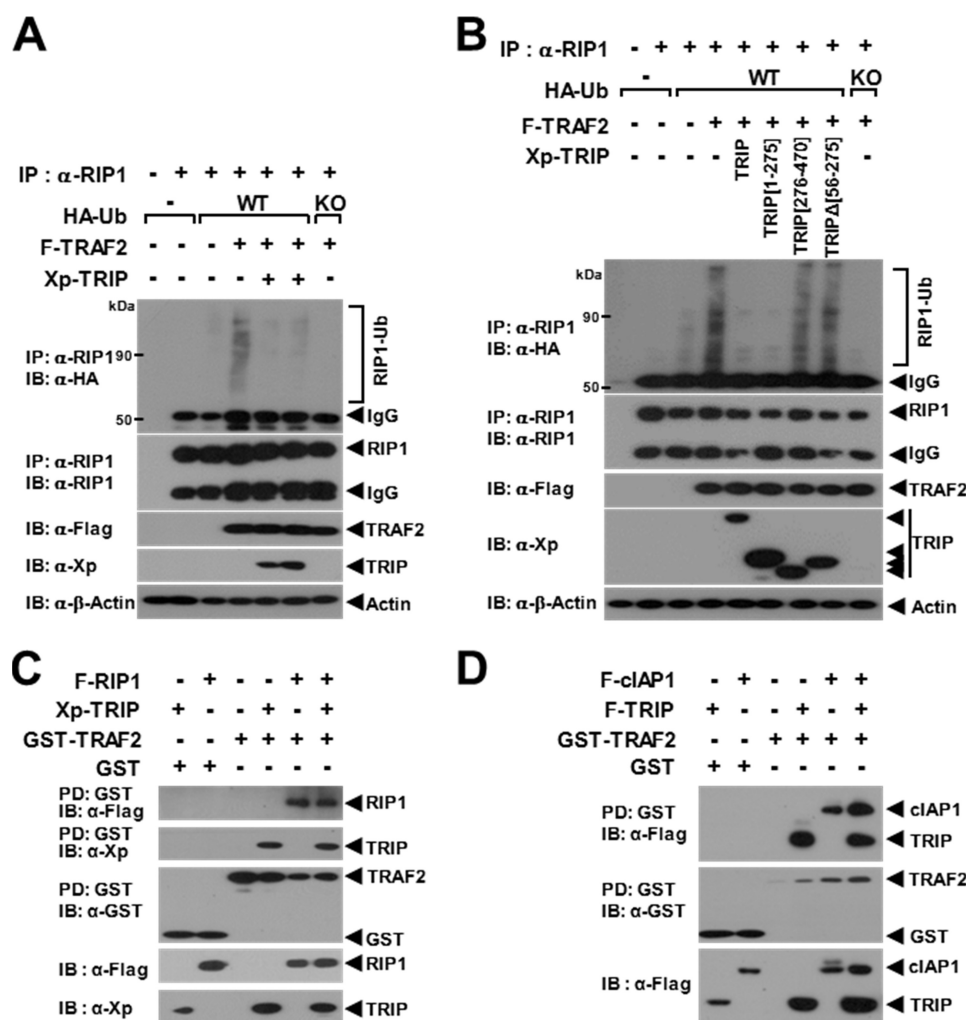 A
IP : α-RIP1 - + + + + + +
- WT KO
HA-Ub
F-TRAF2 - - - + + + +
Xp-TRIP - - - - + + -
kDa
IP: α-RIP1 90
IB: α-HA
RIP1-Ub
50
IgG
IP: α-RIP1
IB: α-RIP1
RIP1
IgG
IB: α-Flag TRAF2
IB: α-Xp TRIP
IB: α-β-Actin Actin
B
IP : α-RIP1 - + + + + + + + +
- WT KO
HA-Ub
F-TRAF2 - - - + + + + + +
Xp-TRIP - - - - TRIP TRIP[1-275] TRIP[276-470] TRIPΔ[56-275] -
kDa
90
IP: α-RIP1
IB: α-HA
RIP1-Ub
50
IgG
IP: α-RIP1
IB: α-RIP1
RIP1
IgG
IB: α-Flag TRAF2
IB: α-Xp TRIP
IB: α-β-Actin Actin
C
F-RIP1 - + - - + +
Xp-TRIP + - - + - +
GST-TRAF2 - - + + + +
GST + + - - - -
PD: GST
IB: α-Flag
RIP1
PD: GST
IB: α-Xp
TRIP
TRAF2
PD: GST
IB: α-GST
GST
IB : α-Flag RIP1
IB : α-Xp TRIP
D
F-cIAP1 - + - - + +
F-TRIP + - - + - +
GST-TRAF2 - - + + + +
GST + + - - - -
PD: GST cIAP1
IB: α-Flag TRIP
TRAF2
PD: GST
IB: α-GST
GST
cIAP1
IB: α-Flag
TRIP